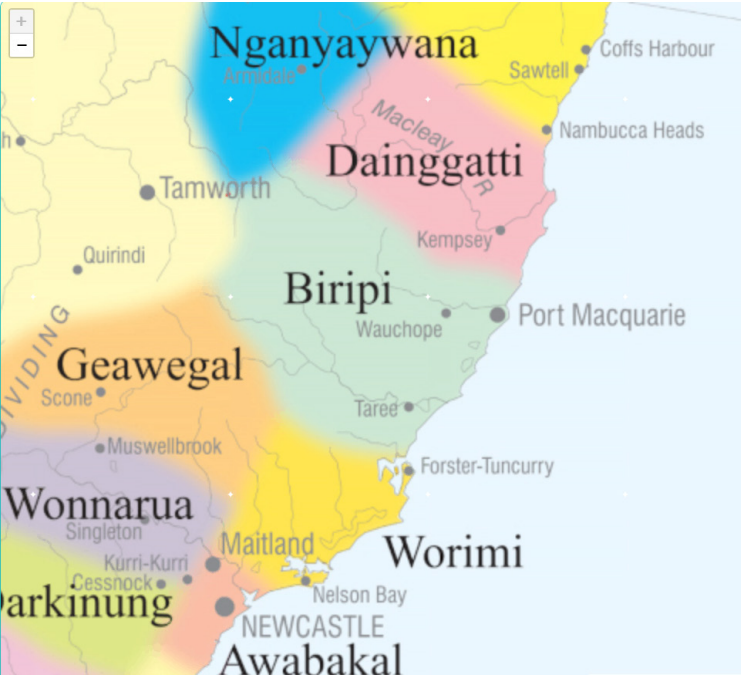 +
−
Nganyaywana
Coffs Harbour
Armidale
Sawtell
Macleay
Nambucca Heads
h
Dainggatti
R
Tamworth
Kempsey
Quirindi
Biripi
Port Macquarie
Wauchope
DIVIDING
Geawegal
Scone
Taree
Muswellbrook
Forster-Tuncurry
Wonnarua
Singleton
Maitland
Worimi
Kurri-Kurri
Cessnock
Nelson Bay
arkinung
NEWCASTLE
Awabakal